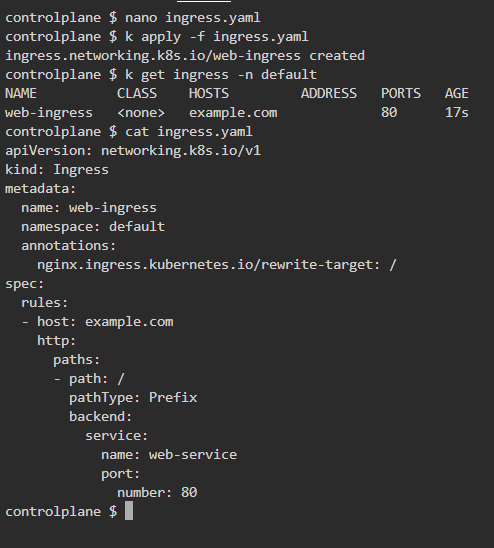 controlplane $ nano ingress.yaml
controlplane $ k apply -f ingress.yaml
ingress.networking.k8s.io/web-ingress created
controlplane $ k get ingress -n default
NAME          CLASS    HOSTS         ADDRESS   PORTS   AGE
web-ingress   <none>   example.com             80      17s
controlplane $ cat ingress.yaml
apiVersion: networking.k8s.io/v1
kind: Ingress
metadata:
  name: web-ingress
  namespace: default
  annotations:
    nginx.ingress.kubernetes.io/rewrite-target: /
spec:
  rules:
  - host: example.com
    http:
      paths:
      - path: /
        pathType: Prefix
        backend:
          service:
            name: web-service
            port:
              number: 80
controlplane $